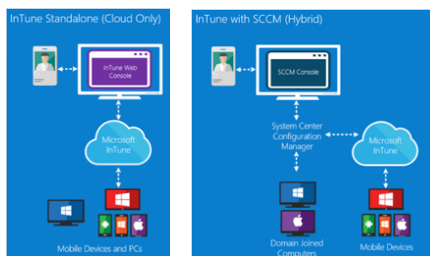 InTune Standalone (Cloud Only)
InTune Web
Console
Microsoft
InTune
Mobile Devices and PCs
InTune with SCCM (Hybrid)
SCCM Console
System Center
Configuration
Manager
Microsoft
InTune
Domain Joined
Computers
Mobile Devices